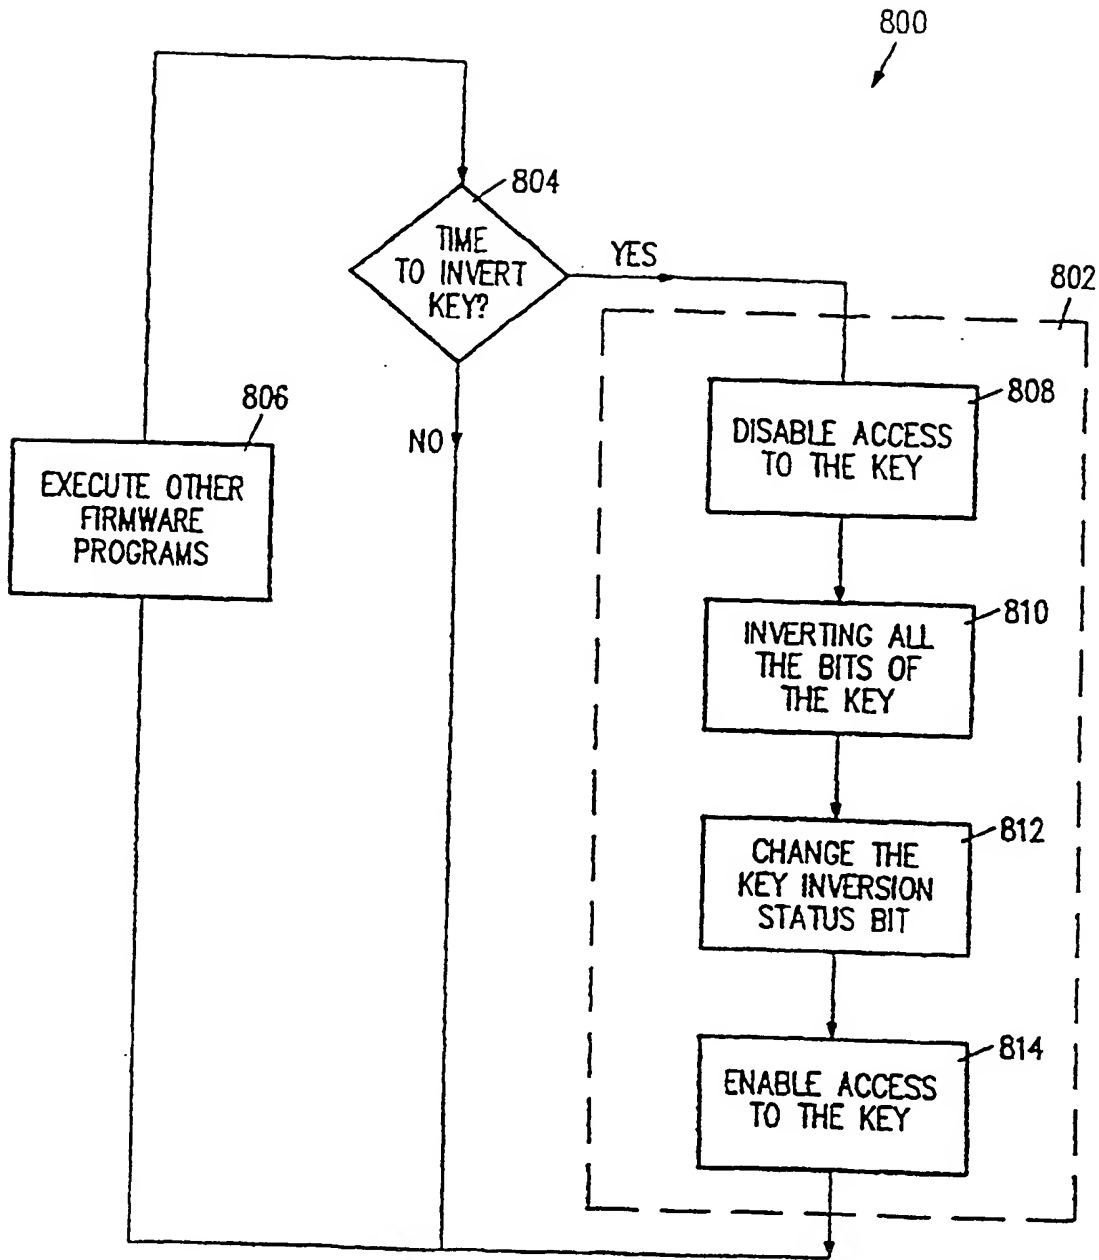 800
804
TIME
TO INVERT
KEY?
YES
802
NO
806
EXECUTE OTHER
FIRMWARE
PROGRAMS
808
DISABLE ACCESS
TO THE KEY
810
INVERTING ALL
THE BITS OF
THE KEY
812
CHANGE THE
KEY INVERSION
STATUS BIT
814
ENABLE ACCESS
TO THE KEY